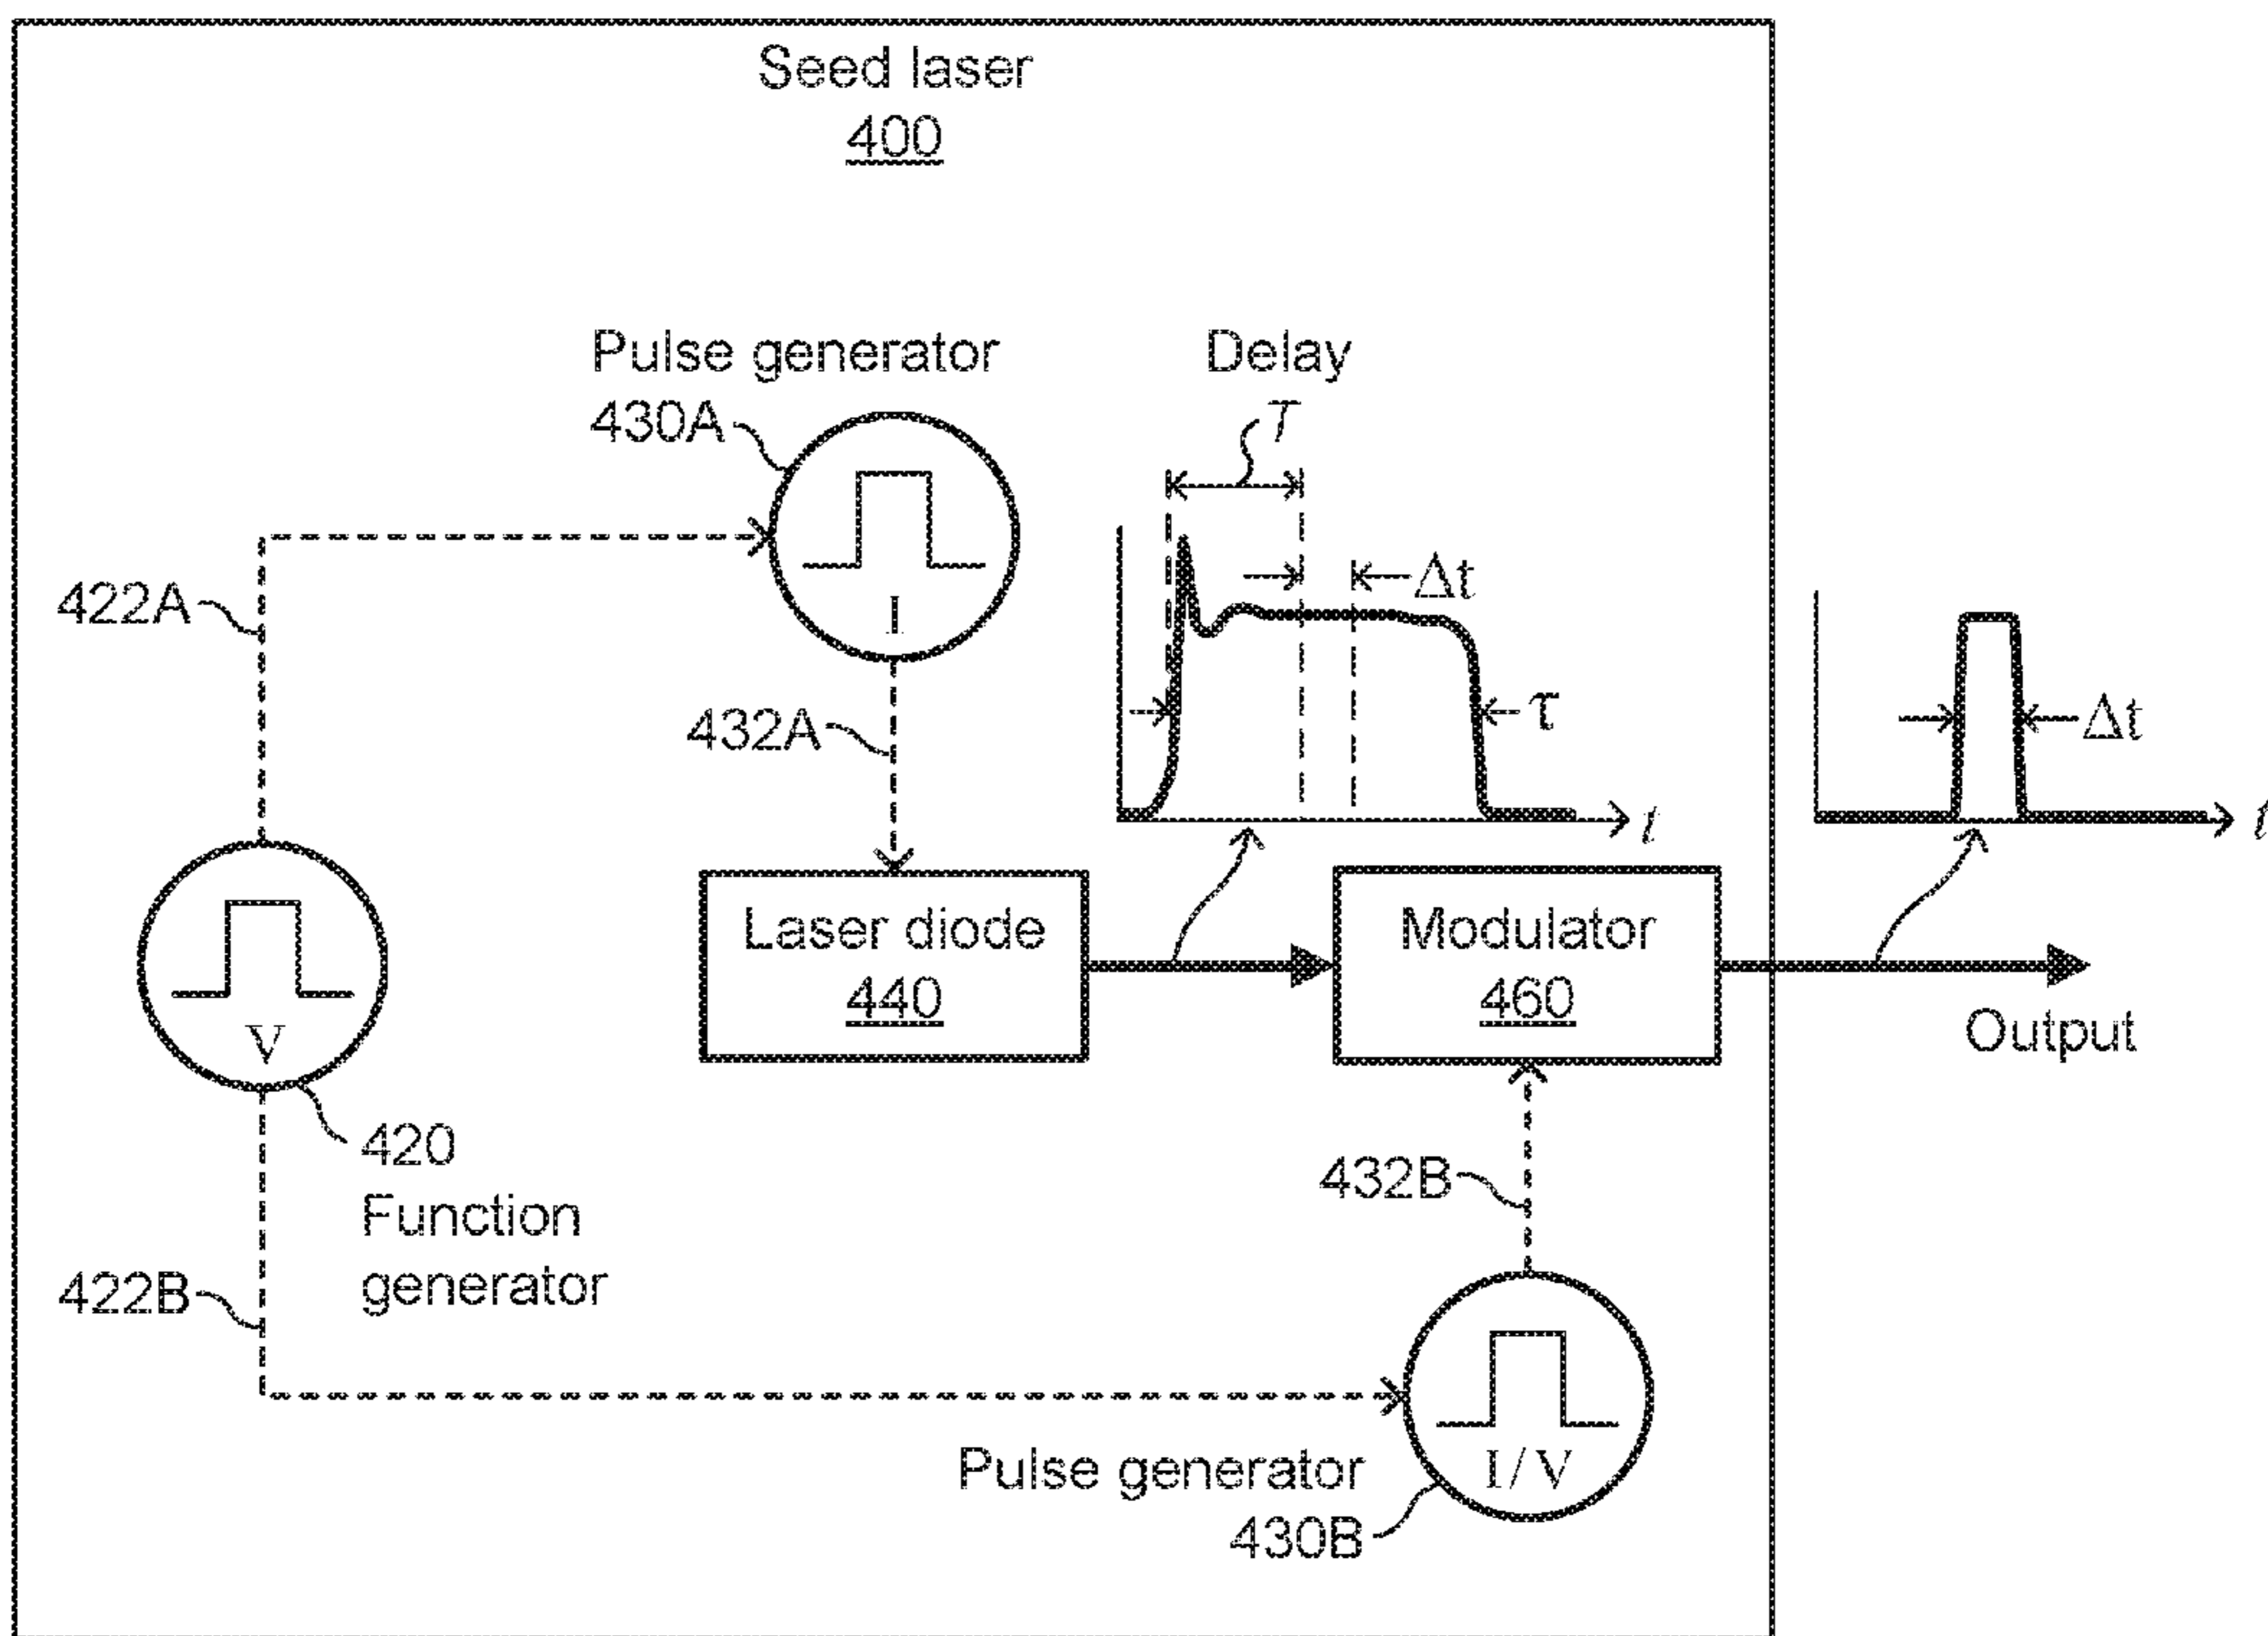 Seed laser
400
Pulse generator
430A
I
Delay
T
Δt
τ
t
Δt
t
422A
432A
V
420
Function
generator
Laser diode
440
Modulator
460
Output
422B
432B
I/V
Pulse generator
430B